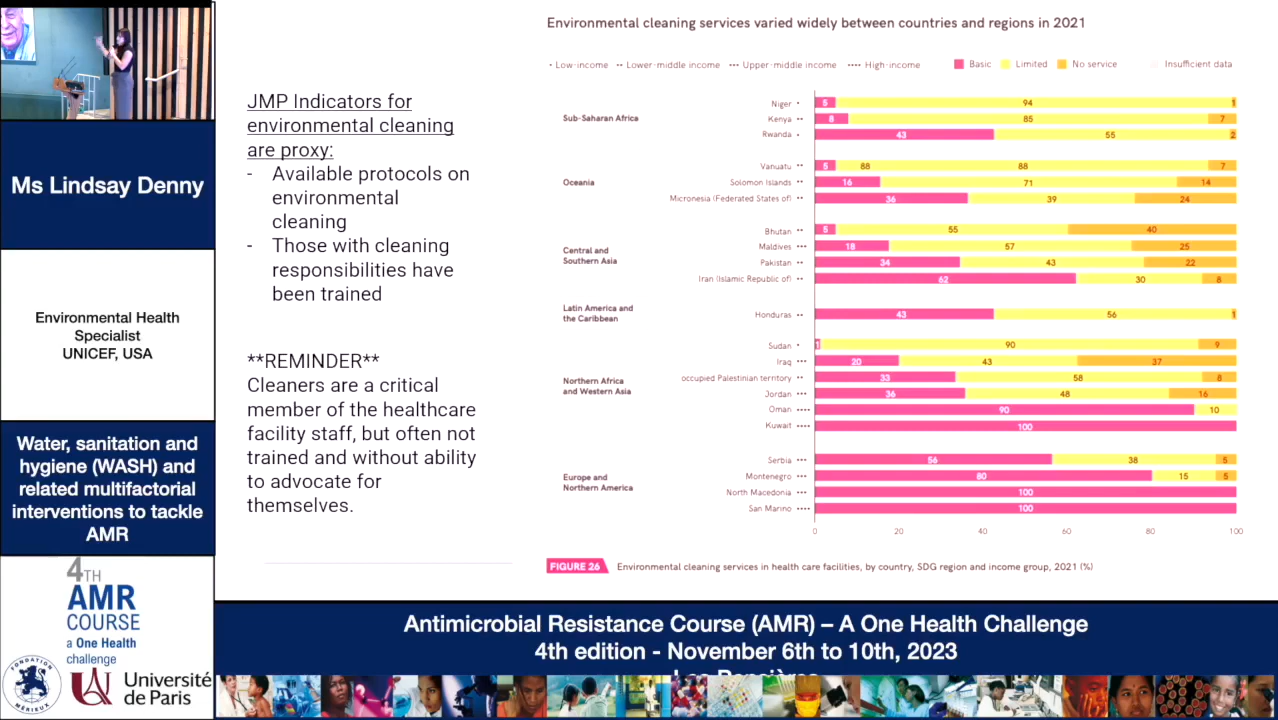 Ms Lindsay Denny
Environmental Health
Specialist
UNICEF, USA
Water, sanitation and
hygiene (WASH) and
related multifactorial
interventions to tackle
AMR
4TH
AMR
COURSE
a One Health
challenge
FONDATION
MÉRIEUX
Université
de Paris
JMP Indicators for
environmental cleaning
are proxy:
- Available protocols on
environmental
cleaning
- Those with cleaning
responsibilities have
been trained
**REMINDER**
Cleaners are a critical
member of the healthcare
facility staff, but often not
trained and without ability
to advocate for
themselves.
Environmental cleaning services varied widely between countries and regions in 2021
• Low-income •• Lower-middle income ••• Upper-middle income •••• High-income Basic Limited No service Insufficient data
Sub-Saharan Africa
Niger • 5 94 1
Kenya •• 8 85 7
Rwanda • 43 55 2
Oceania
Vanuatu •• 5 88 88 7
Solomon Islands •• 16 71 14
Micronesia (Federated States of) •• 36 39 24
Central and
Southern Asia
Bhutan •• 5 55 40
Maldives ••• 18 57 25
Pakistan •• 34 43 22
Iran (Islamic Republic of) •• 62 30 8
Latin America and
the Caribbean
Honduras •• 43 56 1
Northern Africa
and Western Asia
Sudan • 1 90 9
Iraq ••• 20 43 37
occupied Palestinian territory •• 33 58 8
Jordan ••• 36 48 16
Oman •••• 90 10
Kuwait •••• 100
Europe and
Northern America
Serbia ••• 56 38 5
Montenegro ••• 80 15 5
North Macedonia ••• 100
San Marino •••• 100
0 20 40 60 80 100
FIGURE 26 Environmental cleaning services in health care facilities, by country, SDG region and income group, 2021 (%)
Antimicrobial Resistance Course (AMR) – A One Health Challenge
4th edition - November 6th to 10th, 2023